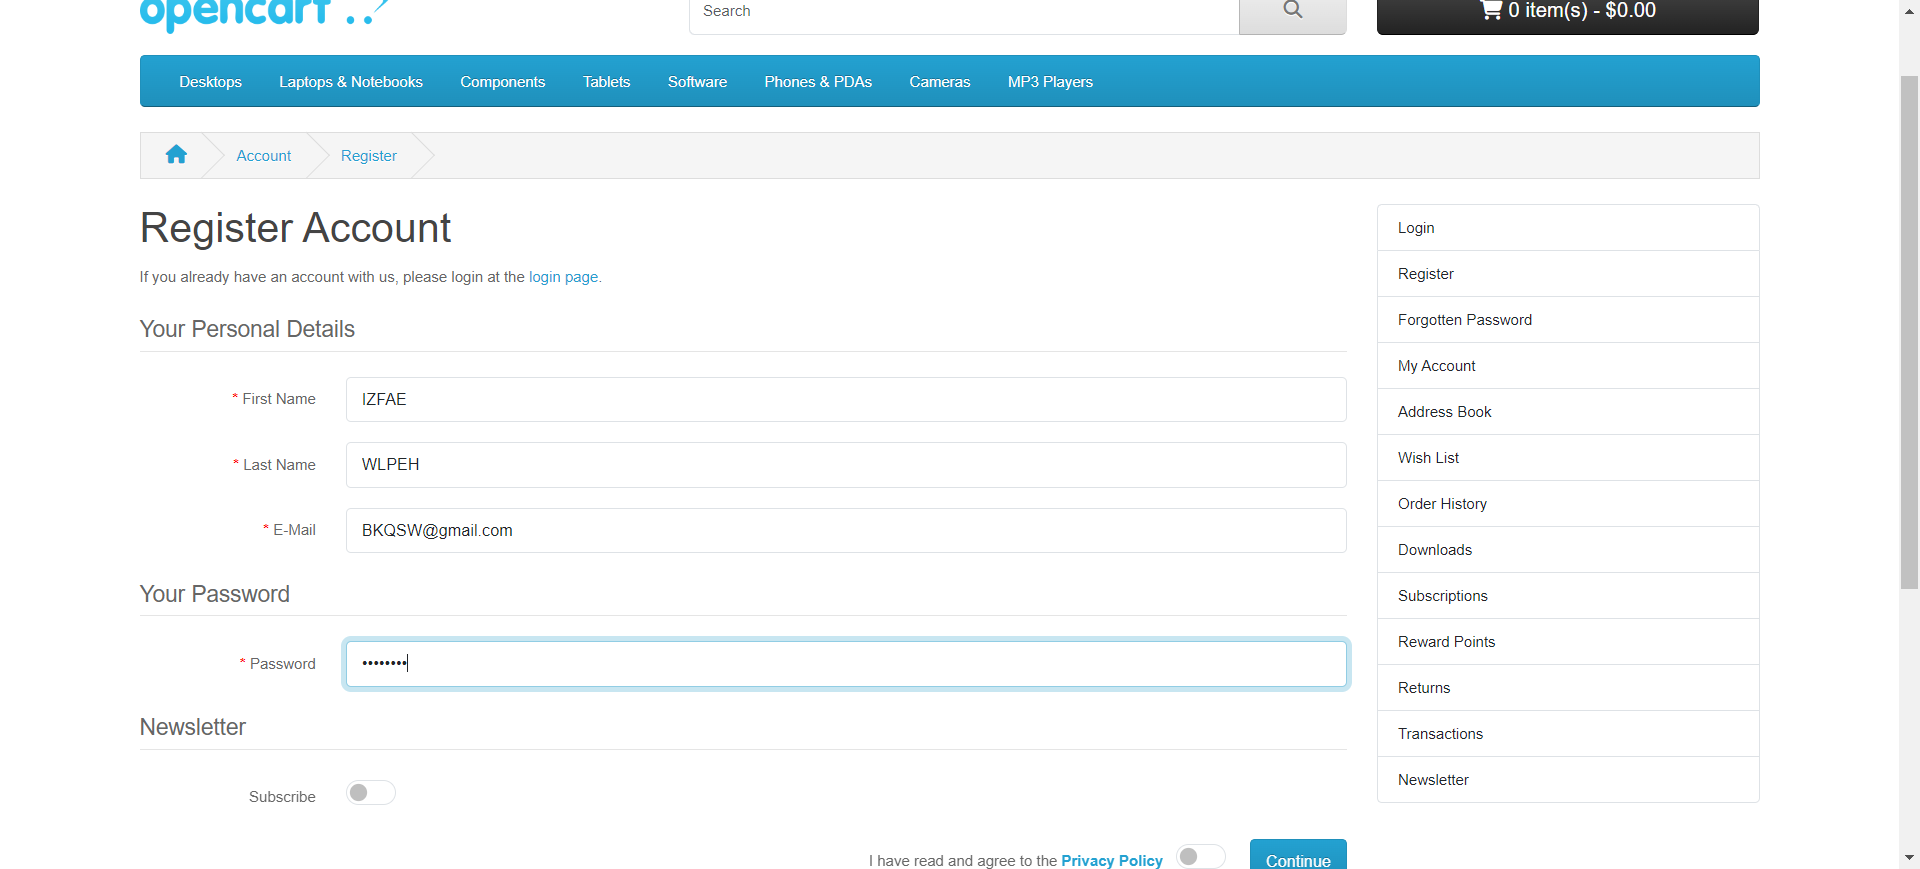 opencart
Search
0 item(s) - $0.00
Desktops Laptops & Notebooks Components Tablets Software Phones & PDAs Cameras MP3 Players
Account Register
Register Account
If you already have an account with us, please login at the login page.
Your Personal Details
* First Name IZFAE
* Last Name WLPEH
* E-Mail BKQSW@gmail.com
Your Password
* Password ••••••••
Newsletter
Subscribe
I have read and agree to the Privacy Policy Continue
Login
Register
Forgotten Password
My Account
Address Book
Wish List
Order History
Downloads
Subscriptions
Reward Points
Returns
Transactions
Newsletter